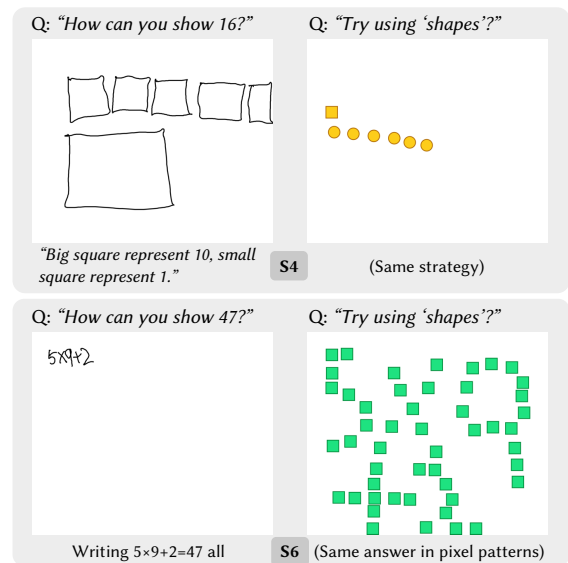 Q: “How can you show 16?”
Q: “Try using ‘shapes’?”
“Big square represent 10, small
square represent 1.”
S4
(Same strategy)
Q: “How can you show 47?”
Q: “Try using ‘shapes’?”
5×9+2
Writing 5×9+2=47 all
S6
(Same answer in pixel patterns)